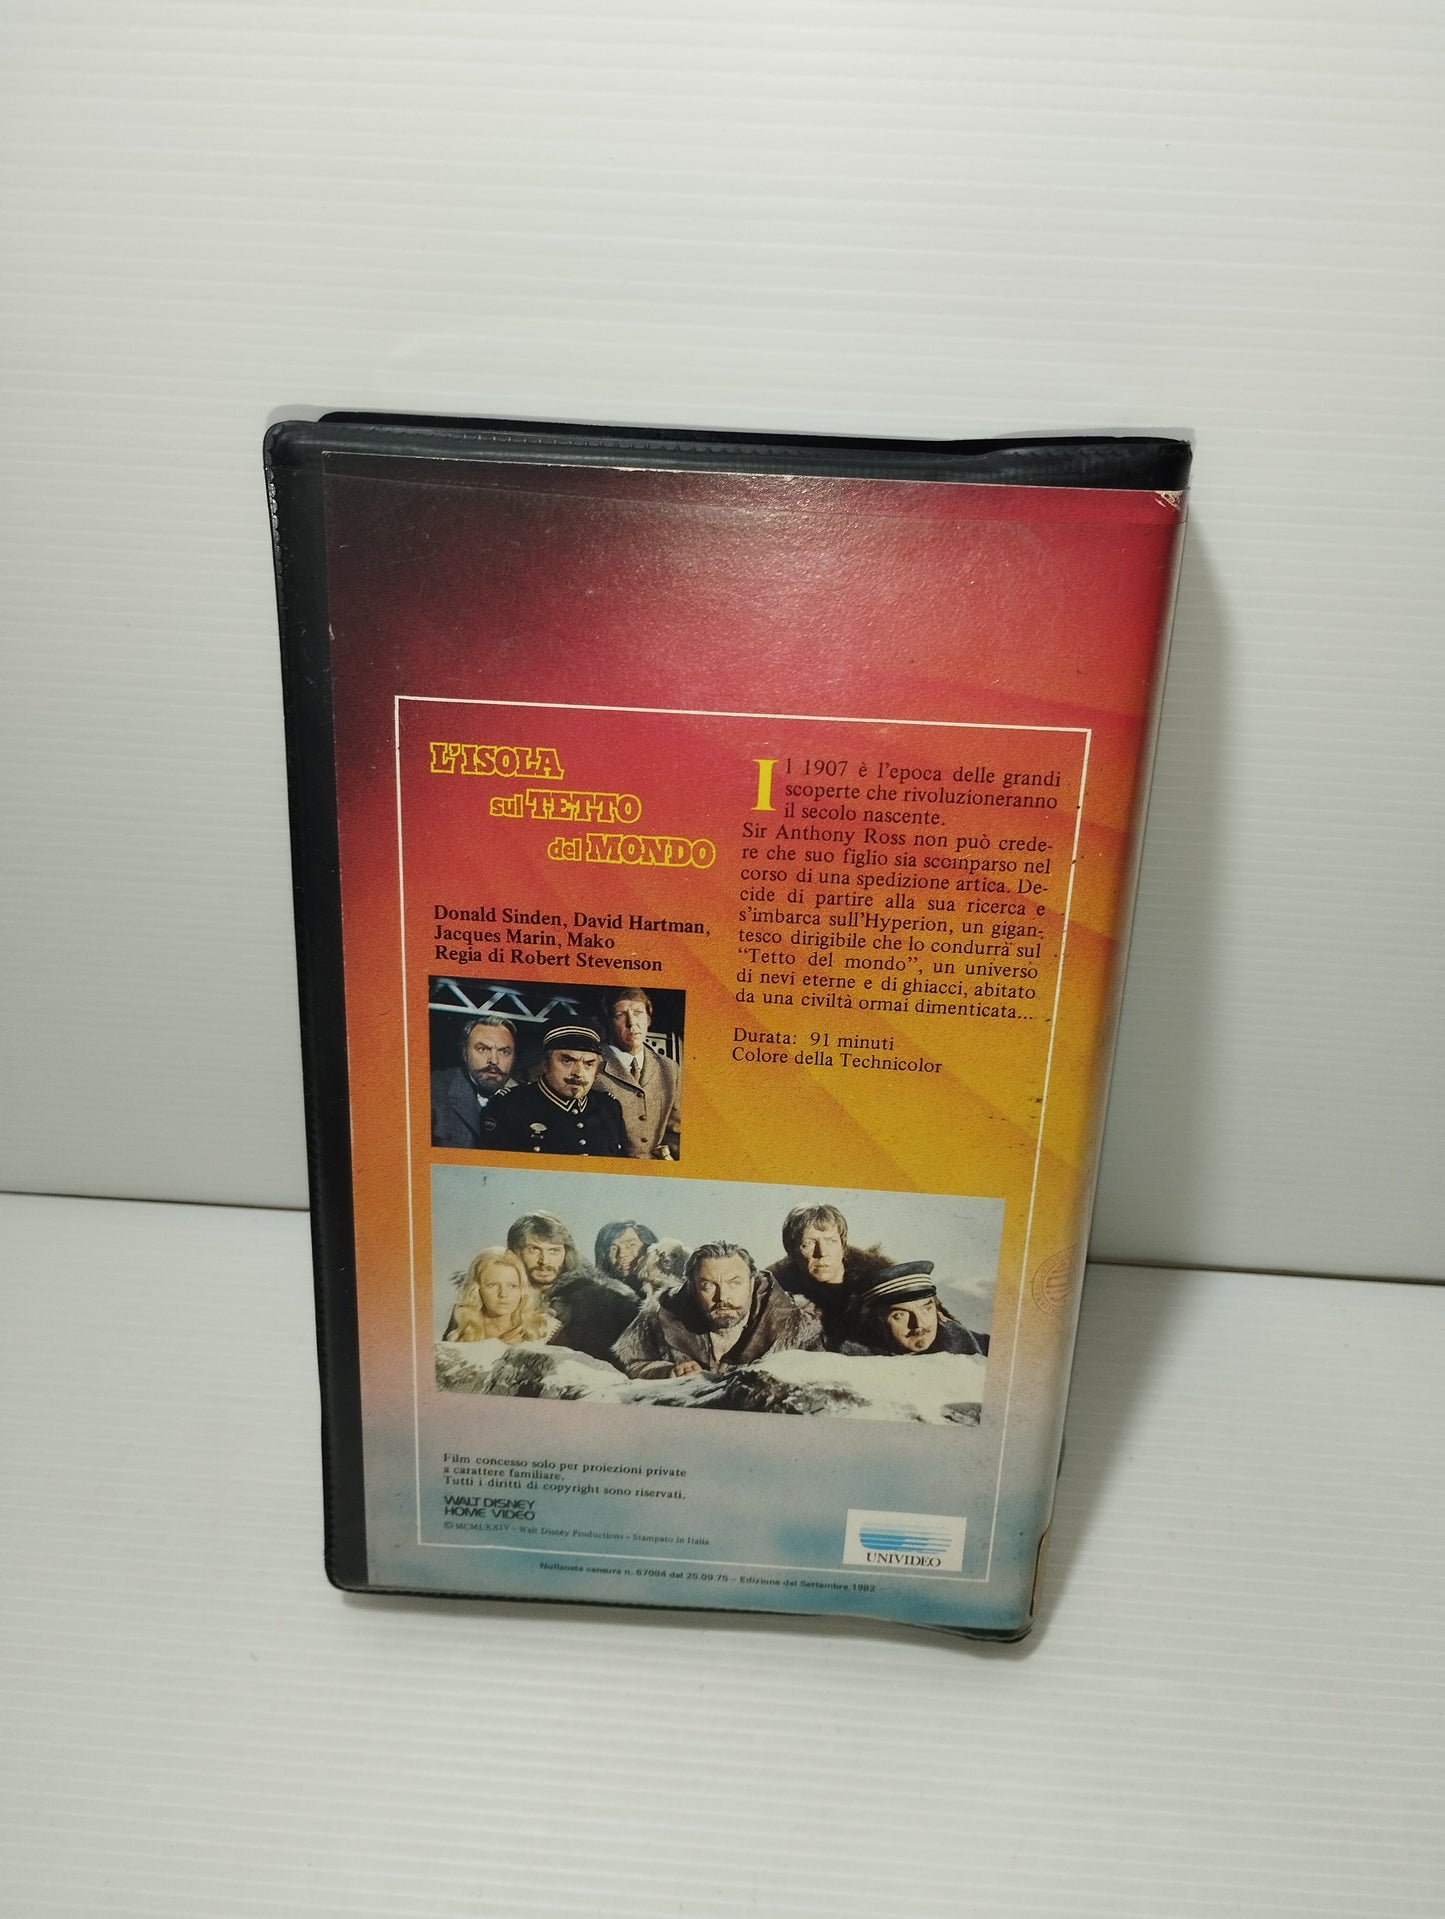 L'ISOLA
sul TETTO
del MONDO
Donald Sinden, David Hartman,
Jacques Marin, Mako
Regia di Robert Stevenson
Il 1907 è l'epoca delle grandi
scoperte che rivoluzioneranno
il secolo nascente.
Sir Anthony Ross non può crede-
re che suo figlio sia scomparso nel
corso di una spedizione artica. De-
cide di partire alla sua ricerca e
s'imbarca sull'Hyperion, un gigan-
tesco dirigibile che lo condurrà sul
“Tetto del mondo”, un universo
di nevi eterne e di ghiacci, abitato
da una civiltà ormai dimenticata...
Durata: 91 minuti
Colore della Technicolor
Film concesso solo per proiezioni private
a carattere familiare.
Tutti i diritti di copyright sono riservati.
WALT DISNEY
HOME VIDEO
© MCMLXXIV - Walt Disney Productions - Stampato in Italia
UNIVIDEO
Nullaosta censura n. 67094 del 25.09.75 – Edizione del Settembre 1982